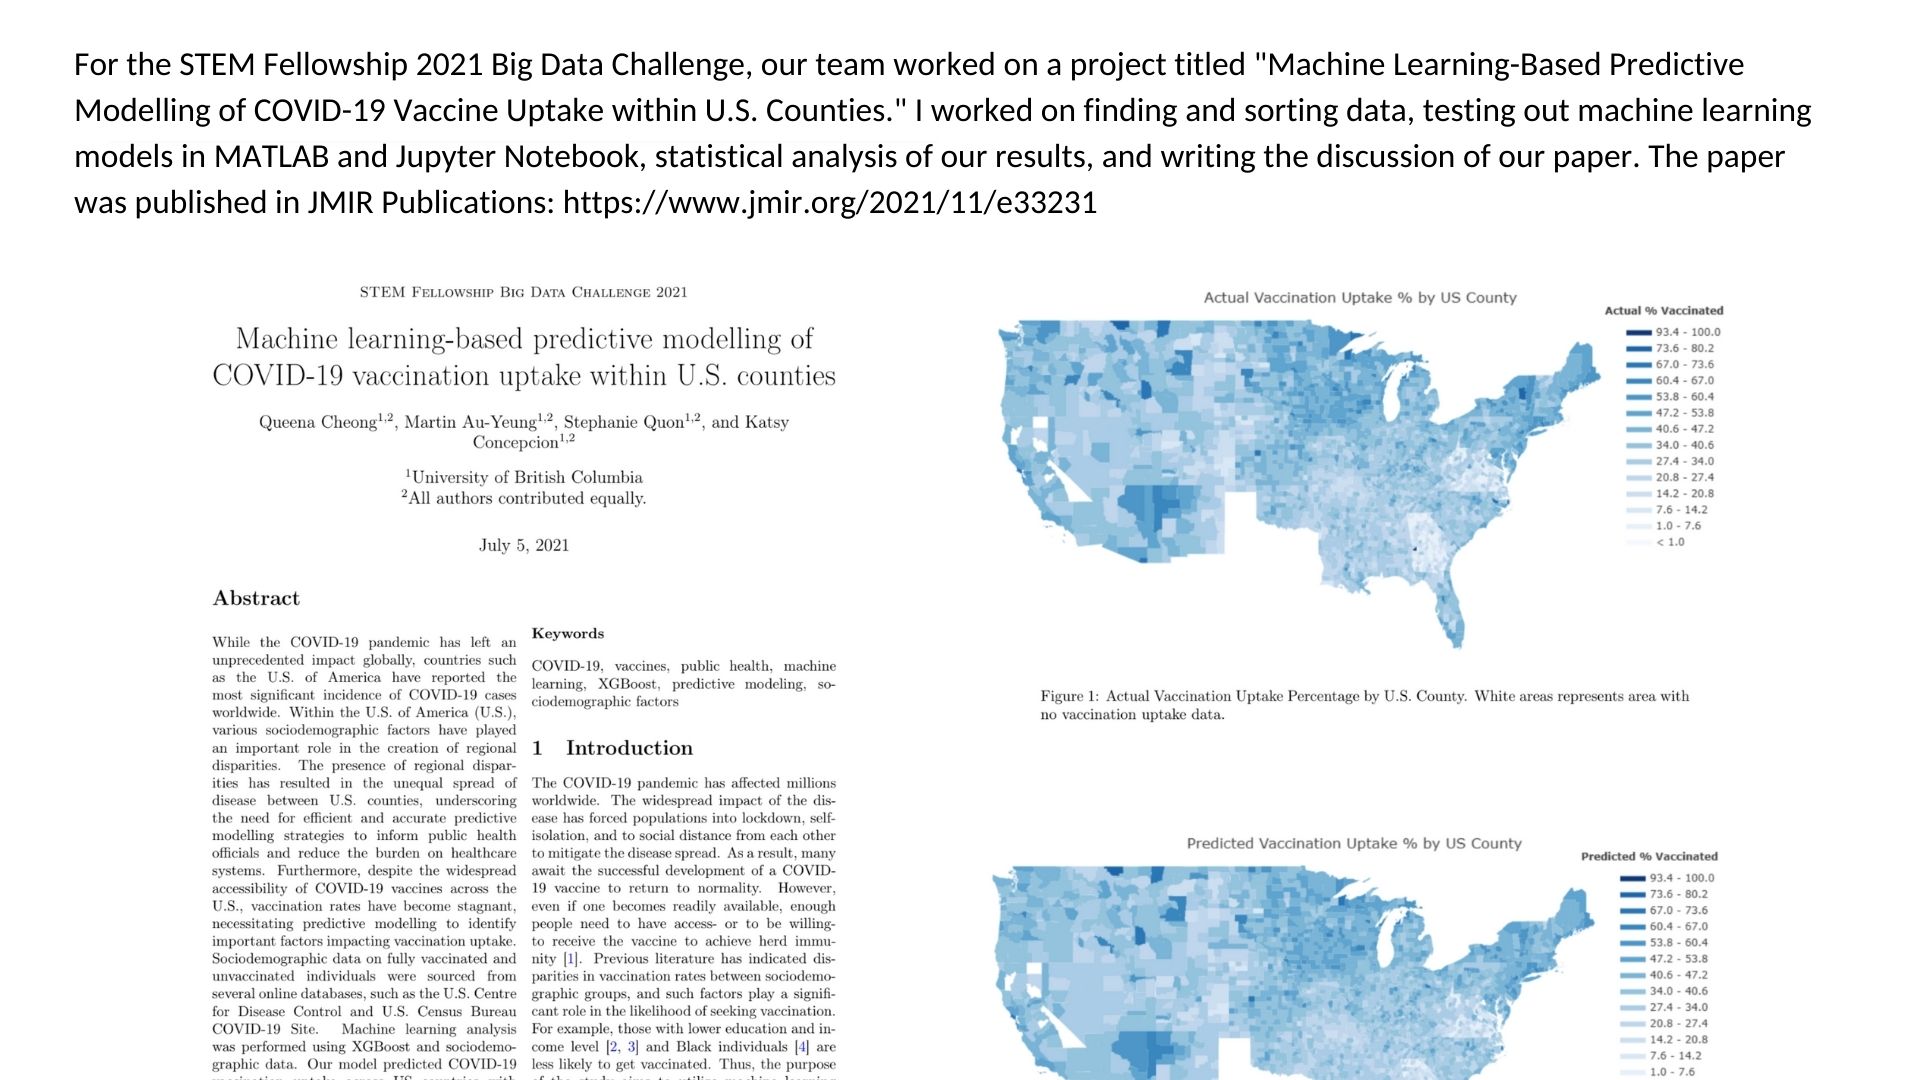 For the STEM Fellowship 2021 Big Data Challenge, our team worked on a project titled "Machine Learning-Based Predictive
Modelling of COVID-19 Vaccine Uptake within U.S. Counties." I worked on finding and sorting data, testing out machine learning
models in MATLAB and Jupyter Notebook, statistical analysis of our results, and writing the discussion of our paper. The paper
was published in JMIR Publications: https://www.jmir.org/2021/11/e33231
STEM Fellowship Big Data Challenge 2021
Machine learning-based predictive modelling of
COVID-19 vaccination uptake within U.S. counties
Queena Cheong1,2, Martin Au-Yeung1,2, Stephanie Quon1,2, and Katsy
Concepcion1,2
1University of British Columbia
2All authors contributed equally.
July 5, 2021
Abstract
While the COVID-19 pandemic has left an
unprecedented impact globally, countries such
as the U.S. of America have reported the
most significant incidence of COVID-19 cases
worldwide. Within the U.S. of America (U.S.),
various sociodemographic factors have played
an important role in the creation of regional
disparities. The presence of regional dispar-
ities has resulted in the unequal spread of
disease between U.S. counties, underscoring
the need for efficient and accurate predictive
modelling strategies to inform public health
officials and reduce the burden on healthcare
systems. Furthermore, despite the widespread
accessibility of COVID-19 vaccines across the
U.S., vaccination rates have become stagnant,
necessitating predictive modelling to identify
important factors impacting vaccination uptake.
Sociodemographic data on fully vaccinated and
unvaccinated individuals were sourced from
several online databases, such as the U.S. Centre
for Disease Control and U.S. Census Bureau
COVID-19 Site. Machine learning analysis
was performed using XGBoost and sociodemo-
graphic data. Our model predicted COVID-19
Keywords
COVID-19, vaccines, public health, machine
learning, XGBoost, predictive modeling, so-
ciodemographic factors
1 Introduction
The COVID-19 pandemic has affected millions
worldwide. The widespread impact of the dis-
ease has forced populations into lockdown, self-
isolation, and to social distance from each other
to mitigate the disease spread. As a result, many
await the successful development of a COVID-
19 vaccine to return to normality. However,
even if one becomes readily available, enough
people need to have access- or to be willing-
to receive the vaccine to achieve herd immu-
nity [1]. Previous literature has indicated dis-
parities in vaccination rates between sociodemo-
graphic groups, and such factors play a signifi-
cant role in the likelihood of seeking vaccination.
For example, those with lower education and in-
come level [2, 3] and Black individuals [4] are
less likely to get vaccinated. Thus, the purpose
Actual Vaccination Uptake % by US County
Actual % Vaccinated
93.4 - 100.0
73.6 - 80.2
67.0 - 73.6
60.4 - 67.0
53.8 - 60.4
47.2 - 53.8
40.6 - 47.2
34.0 - 40.6
27.4 - 34.0
20.8 - 27.4
14.2 - 20.8
7.6 - 14.2
1.0 - 7.6
< 1.0
Figure 1: Actual Vaccination Uptake Percentage by U.S. County. White areas represents area with
no vaccination uptake data.
Predicted Vaccination Uptake % by US County
Predicted % Vaccinated
93.4 - 100.0
73.6 - 80.2
67.0 - 73.6
60.4 - 67.0
53.8 - 60.4
47.2 - 53.8
40.6 - 47.2
34.0 - 40.6
27.4 - 34.0
20.8 - 27.4
14.2 - 20.8
7.6 - 14.2
1.0 - 7.6